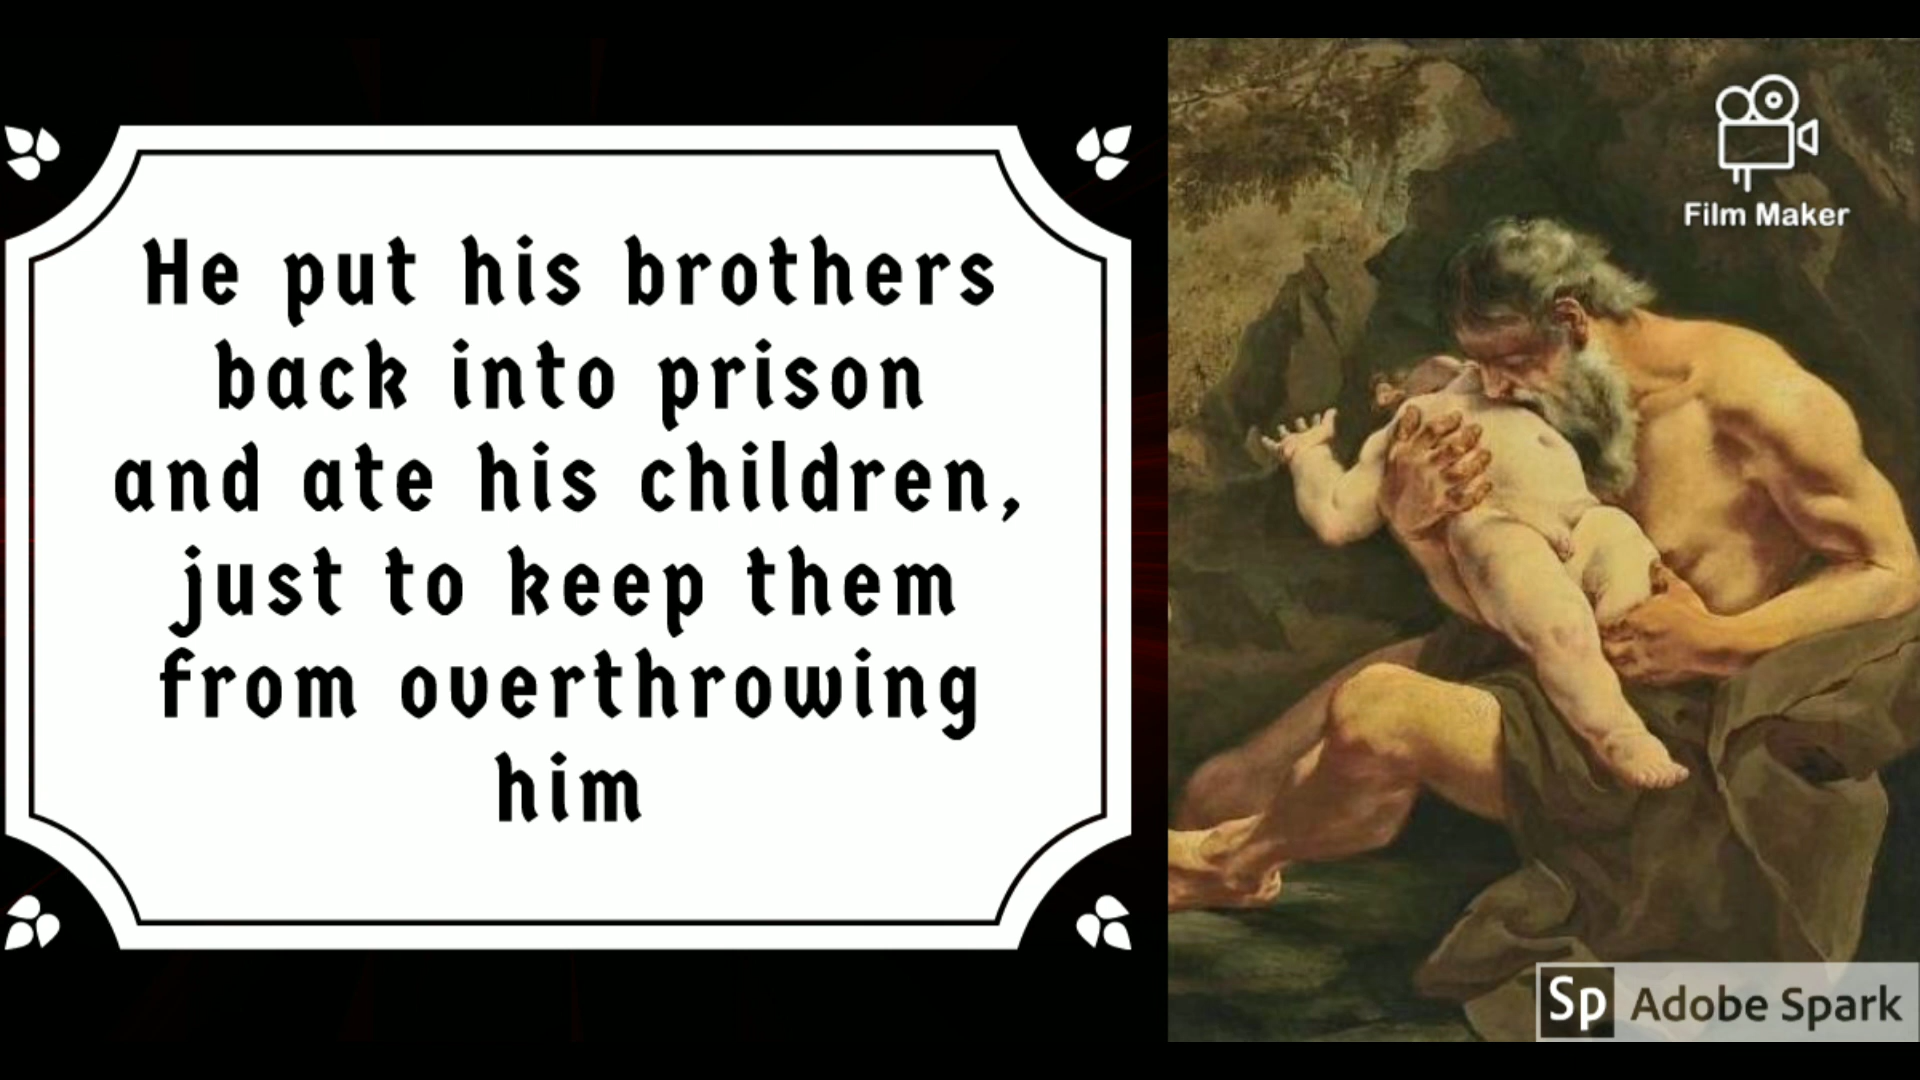 He put his brothers
back into prison
and ate his children,
just to keep them
from overthrowing
him
Film Maker
Sp Adobe Spark